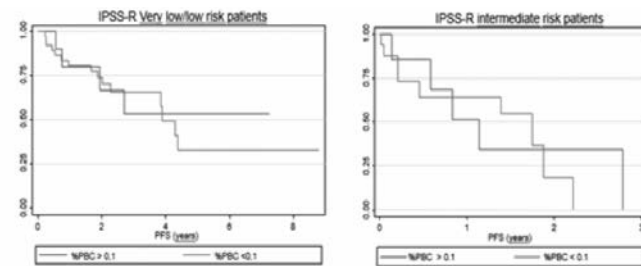 IPSS-R Very low/low risk patients
1.00
0.75
0.50
0.25
0.00
0 2 4 6 8
PFS (years)
%PBC > 0,1 %PBC <0,1
IPSS-R intermediate risk patients
1.00
0.75
0.50
0.25
0.00
0 1 2 3
PFS (years)
%PBC > 0.1 %PBC < 0.1